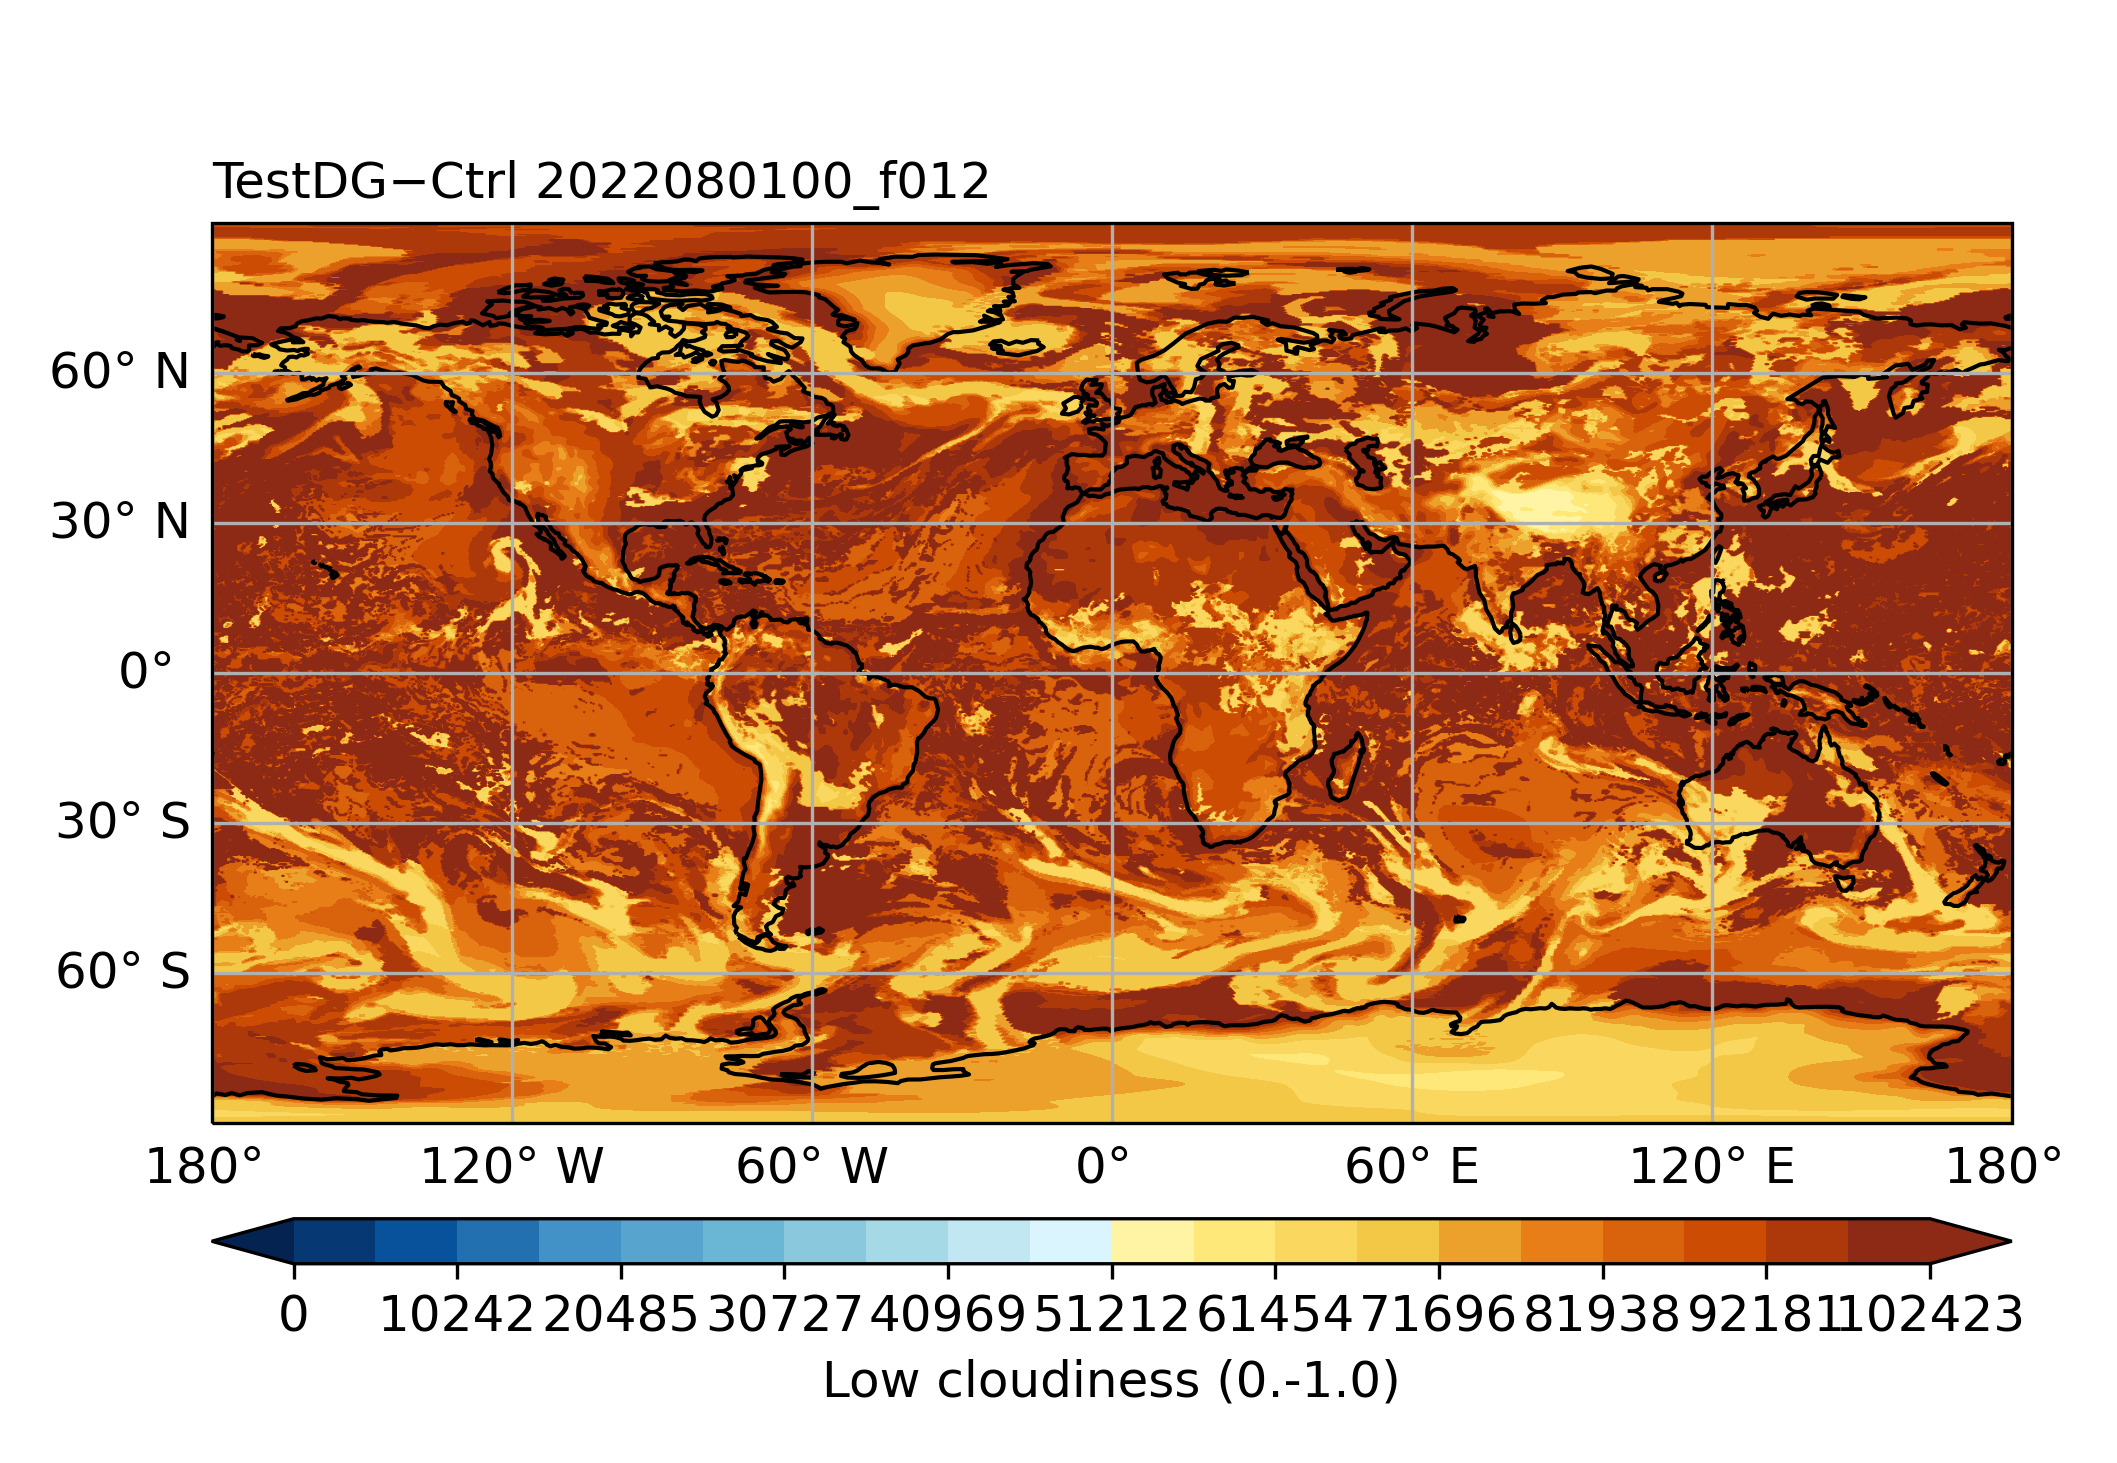 TestDG−Ctrl 2022080100_f012
60° N
30° N
0°
30° S
60° S
180° 120° W 60° W 0° 60° E 120° E 180°
0 10242 20485 30727 40969 51212 61454 71696 81938 92181 102423
Low cloudiness (0.-1.0)